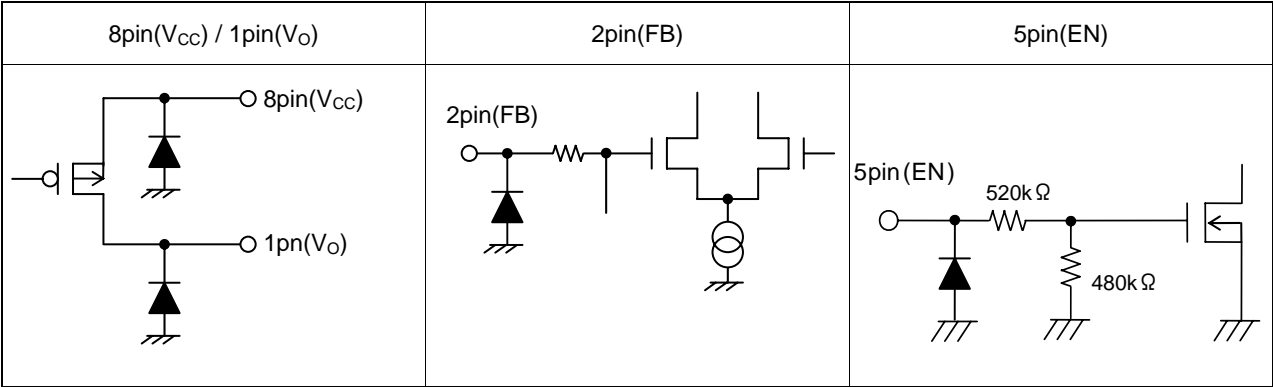 8pin(VCC) / 1pin(VO)
2pin(FB)
5pin(EN)
8pin(VCC)
1pn(VO)
2pin(FB)
5pin(EN)
520kΩ
480kΩ